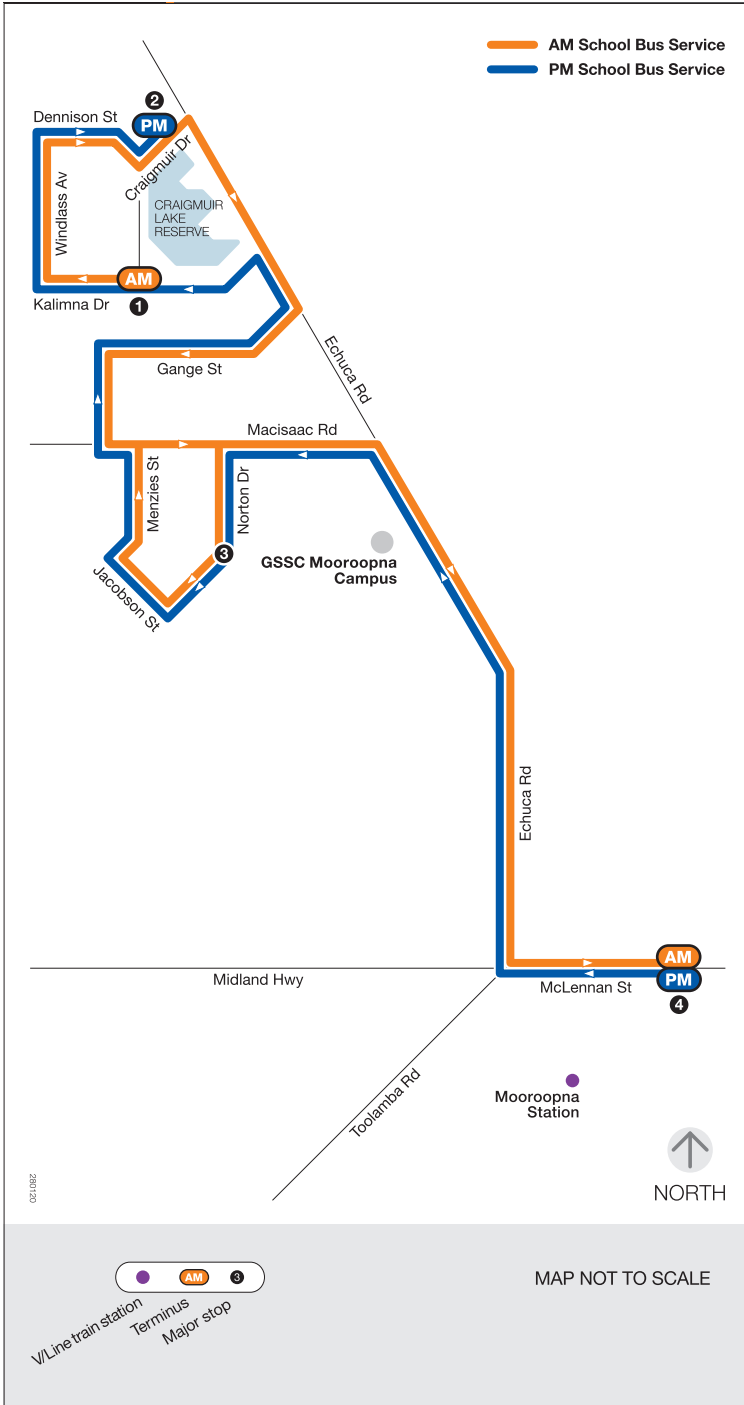 AM School Bus Service
PM School Bus Service
2
Dennison St
PM
Craigmuir Dr
Windlass Av
CRAIGMUIR
LAKE
RESERVE
AM
Kalimna Dr
1
Echuca Rd
Gange St
Macisaac Rd
Menzies St
Norton Dr
3
GSSC Mooroopna
Campus
Jacobson St
Echuca Rd
AM
Midland Hwy
McLennan St
PM
4
Toolamba Rd
Mooroopna
Station
NORTH
280120
AM
3
MAP NOT TO SCALE
V/Line train station
Terminus
Major stop